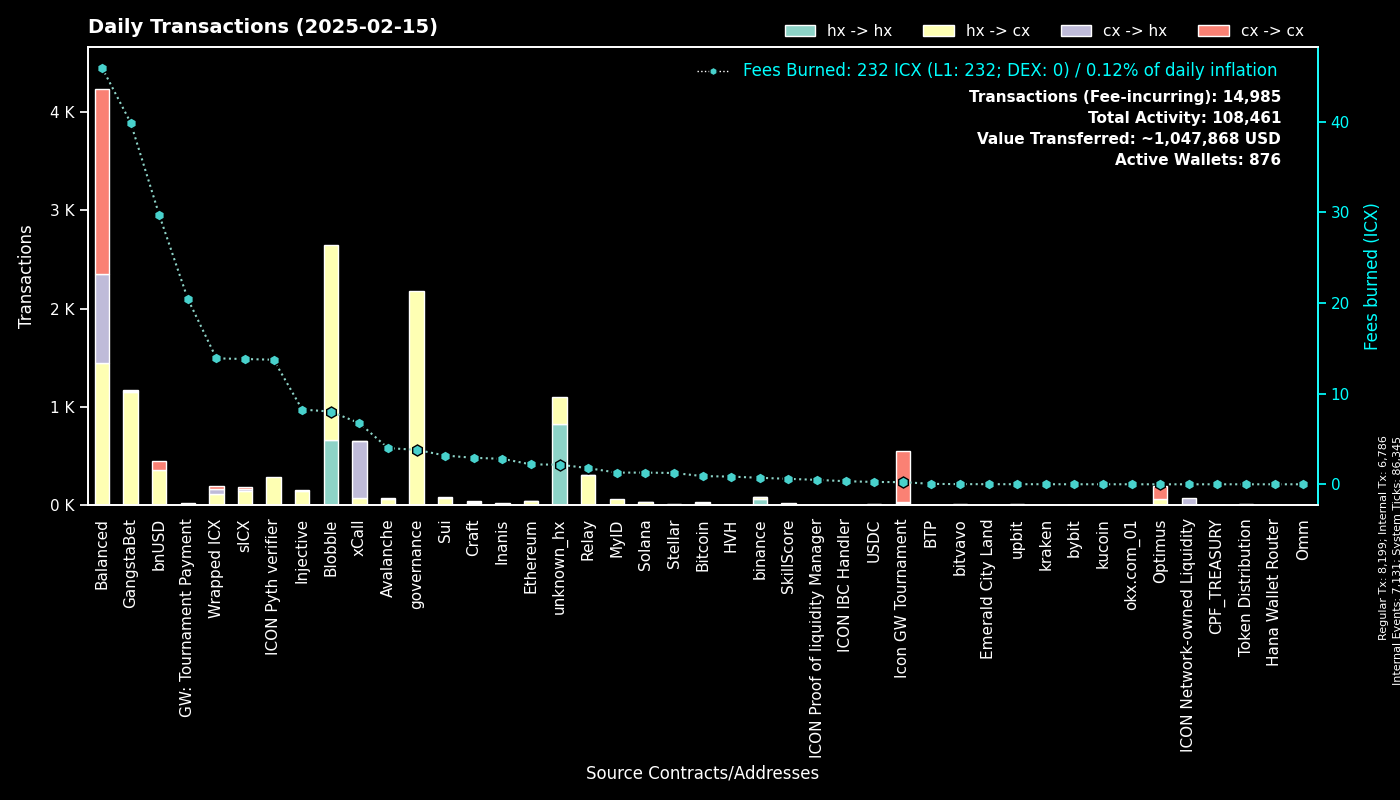 Daily Transactions (2025-02-15)
hx -> hx
hx -> cx
cx -> hx
cx -> cx
Fees Burned: 232 ICX (L1: 232; DEX: 0) / 0.12% of daily inflation
Transactions (Fee-incurring): 14,985
Total Activity: 108,461
Value Transferred: ~1,047,868 USD
Active Wallets: 876
Transactions
4 K
3 K
2 K
1 K
0 K
40
30
20
10
0
Fees burned (ICX)
Balanced
GangstaBet
bnUSD
GW: Tournament Payment
Wrapped ICX
sICX
ICON Pyth verifier
Injective
Blobble
xCall
Avalanche
governance
Sui
Craft
Inanis
Ethereum
unknown_hx
Relay
MyID
Solana
Stellar
Bitcoin
HVH
binance
SkillScore
ICON Proof of liquidity Manager
ICON IBC Handler
USDC
Icon GW Tournament
BTP
bitvavo
Emerald City Land
upbit
kraken
bybit
kucoin
okx.com_01
Optimus
ICON Network-owned Liquidity
CPF_TREASURY
Token Distribution
Hana Wallet Router
Omm
Source Contracts/Addresses
Regular Tx: 8,199; Internal Tx: 6,786
Internal Events: 7,131; System Ticks: 86,345